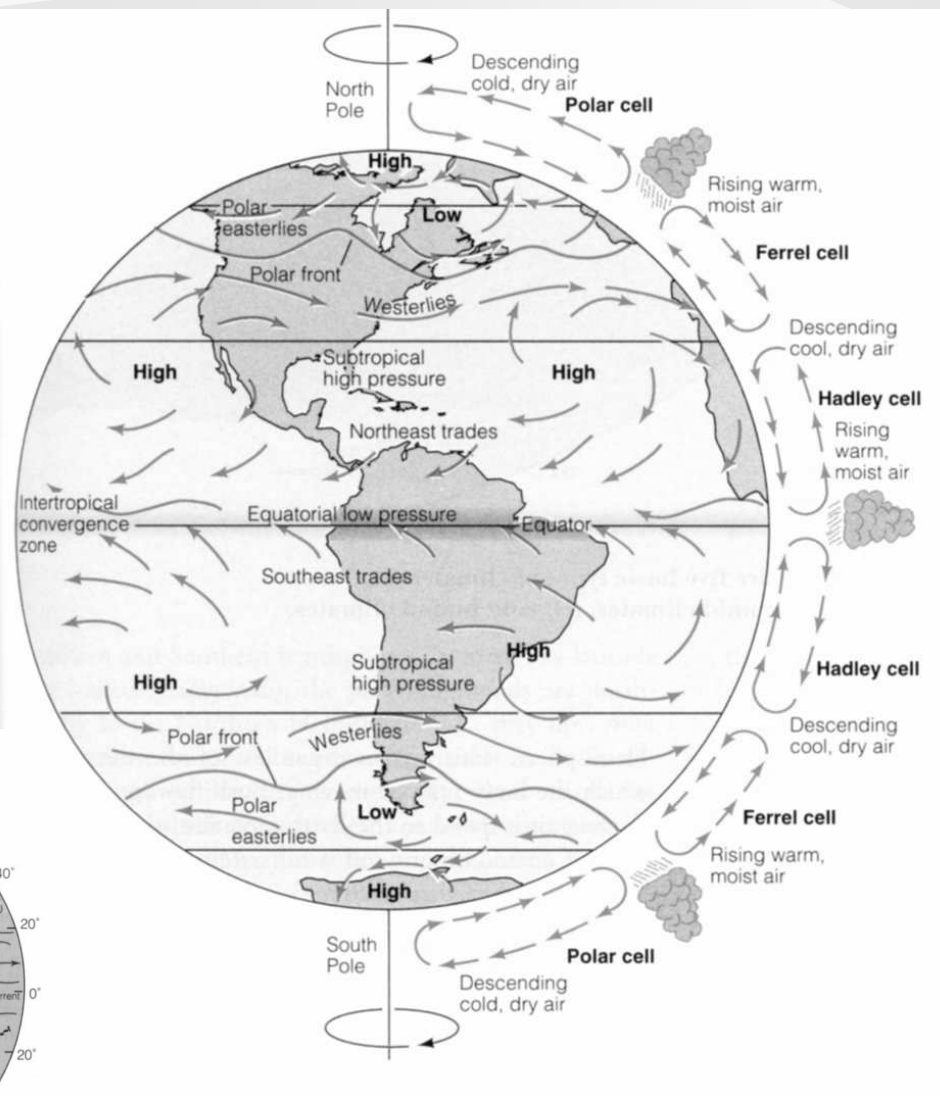 Descending
cold, dry air
North
Pole
Polar cell
High
Rising warm,
moist air
Polar
easterlies
Low
Ferrel cell
Polar front
Westerlies
Descending
cool, dry air
Subtropical
high pressure
High
High
Hadley cell
Northeast trades
Rising
warm,
moist air
Intertropical
convergence
zone
Equatorial low pressure
Equator
Southeast trades
High
Subtropical
high pressure
High
Hadley cell
Descending
cool, dry air
Polar front
Westerlies
Polar
easterlies
Low
Ferrel cell
Rising warm,
moist air
High
South
Pole
Polar cell
Descending
cold, dry air
20°
0°
20°